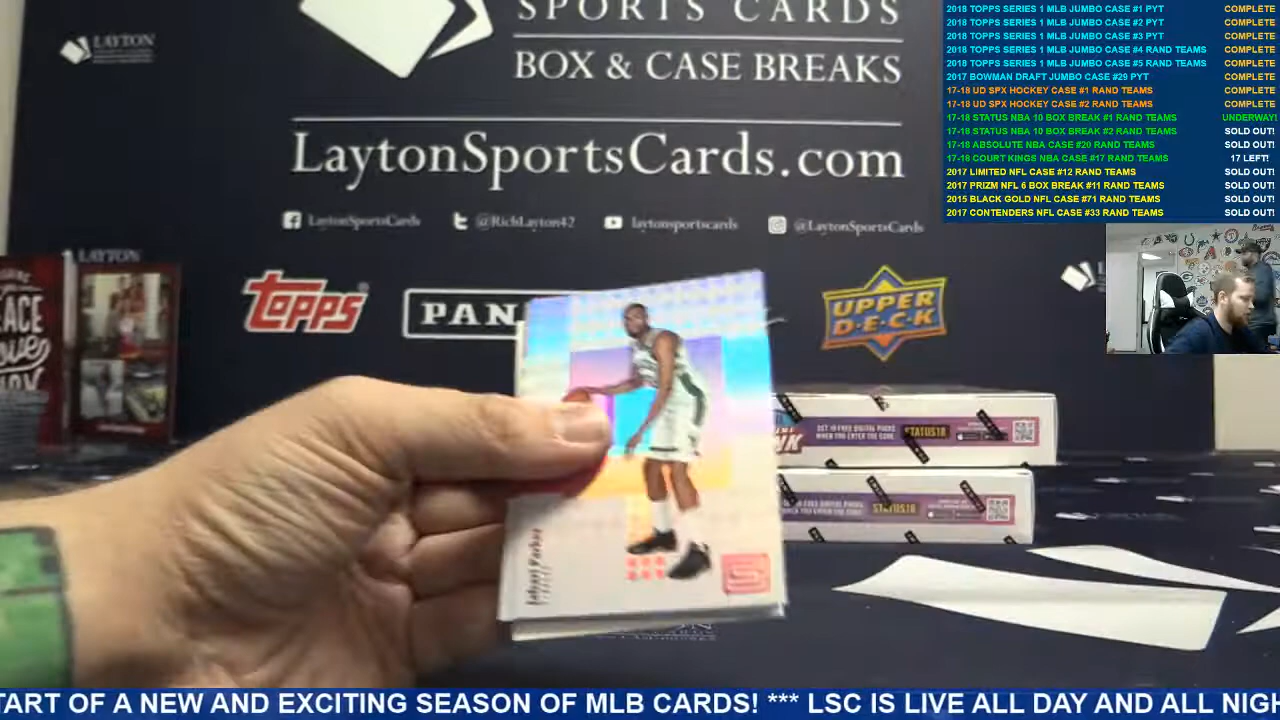 SPORTS CARDS
BOX & CASE BREAKS
LaytonSportsCards.com
LaytonSportsCards
@RichLayton42
laytonsportscards
@LaytonSportsCards
LAYTON
LAYTON
TOPPS
PAN
UPPER
DECK
Jabari Parker
STATUS18
STATUS18
2018 TOPPS SERIES 1 MLB JUMBO CASE #1 PYT COMPLETE
2018 TOPPS SERIES 1 MLB JUMBO CASE #2 PYT COMPLETE
2018 TOPPS SERIES 1 MLB JUMBO CASE #3 PYT COMPLETE
2018 TOPPS SERIES 1 MLB JUMBO CASE #4 RAND TEAMS COMPLETE
2018 TOPPS SERIES 1 MLB JUMBO CASE #5 RAND TEAMS COMPLETE
2017 BOWMAN DRAFT JUMBO CASE #29 PYT COMPLETE
17-18 UD SPX HOCKEY CASE #1 RAND TEAMS COMPLETE
17-18 UD SPX HOCKEY CASE #2 RAND TEAMS COMPLETE
17-18 STATUS NBA 10 BOX BREAK #1 RAND TEAMS UNDERWAY!
17-18 STATUS NBA 10 BOX BREAK #2 RAND TEAMS SOLD OUT!
17-18 ABSOLUTE NBA CASE #20 RAND TEAMS SOLD OUT!
17-18 COURT KINGS NBA CASE #17 RAND TEAMS 17 LEFT!
2017 LIMITED NFL CASE #12 RAND TEAMS SOLD OUT!
2017 PRIZM NFL 6 BOX BREAK #11 RAND TEAMS SOLD OUT!
2015 BLACK GOLD NFL CASE #71 RAND TEAMS SOLD OUT!
2017 CONTENDERS NFL CASE #33 RAND TEAMS SOLD OUT!
TART OF A NEW AND EXCITING SEASON OF MLB CARDS! *** LSC IS LIVE ALL DAY AND ALL NIGH